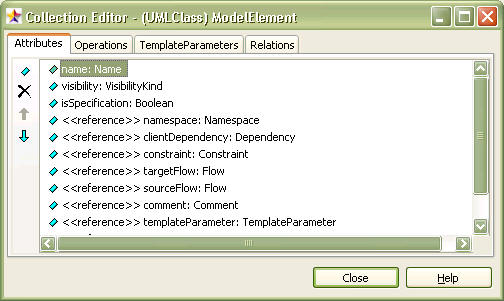 Collection Editor - (UMLClass) ModelElement
Attributes Operations TemplateParameters Relations
name: Name
visibility: VisibilityKind
isSpecification: Boolean
<<reference>> namespace: Namespace
<<reference>> clientDependency: Dependency
<<reference>> constraint: Constraint
<<reference>> targetFlow: Flow
<<reference>> sourceFlow: Flow
<<reference>> comment: Comment
<<reference>> templateParameter: TemplateParameter
Close Help